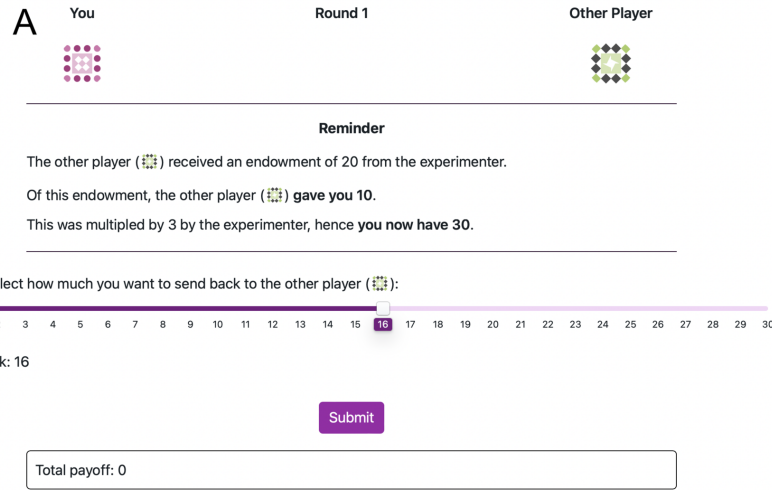 A
You Round 1 Other Player
Reminder
The other player ( ) received an endowment of 20 from the experimenter.
Of this endowment, the other player ( ) gave you 10.
This was multipled by 3 by the experimenter, hence you now have 30.
lect how much you want to send back to the other player ( ):
3 4 5 6 7 8 9 10 11 12 13 14 15 16 17 18 19 20 21 22 23 24 25 26 27 28 29 30
k: 16
Submit
Total payoff: 0